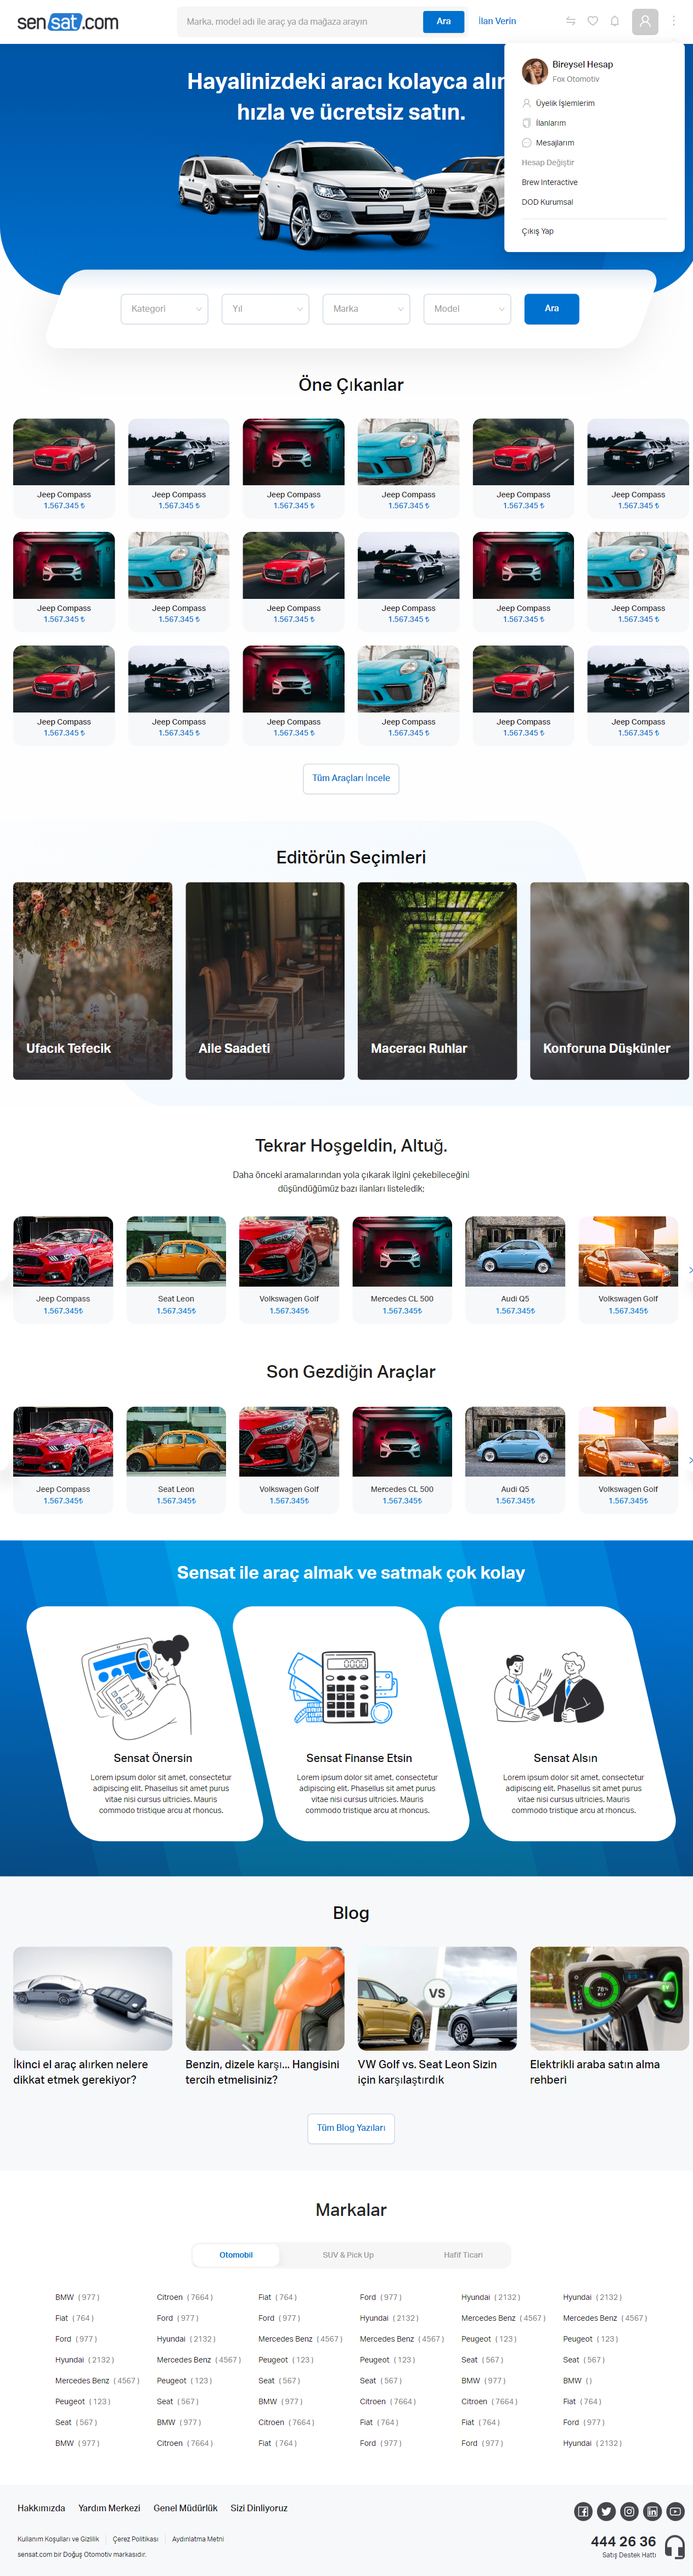 sensat.com
Marka, model adı ile araç ya da mağaza arayın
Ara
İlan Verin
Bireysel Hesap
Fox Otomotiv
Üyelik İşlemlerim
İlanlarım
Mesajlarım
Hesap Değiştir
Brew Interactive
DOD Kurumsal
Çıkış Yap
Hayalinizdeki aracı kolayca alın
hızla ve ücretsiz satın.
Kategori
Yıl
Marka
Model
Ara
Öne Çıkanlar
Jeep Compass Jeep Compass Jeep Compass Jeep Compass Jeep Compass Jeep Compass
1.567.345 ₺ 1.567.345 ₺ 1.567.345 ₺ 1.567.345 ₺ 1.567.345 ₺ 1.567.345 ₺
Jeep Compass Jeep Compass Jeep Compass Jeep Compass Jeep Compass Jeep Compass
1.567.345 ₺ 1.567.345 ₺ 1.567.345 ₺ 1.567.345 ₺ 1.567.345 ₺ 1.567.345 ₺
Jeep Compass Jeep Compass Jeep Compass Jeep Compass Jeep Compass Jeep Compass
1.567.345 ₺ 1.567.345 ₺ 1.567.345 ₺ 1.567.345 ₺ 1.567.345 ₺ 1.567.345 ₺
Tüm Araçları İncele
Editörün Seçimleri
Ufacık Tefecik
Aile Saadeti
Maceracı Ruhlar
Konforuna Düşkünler
Tekrar Hoşgeldin, Altuğ.
Daha önceki aramalarından yola çıkarak ilgini çekebileceğini
düşündüğümüz bazı ilanları listeledik;
Jeep Compass Seat Leon Volkswagen Golf Mercedes CL 500 Audi Q5 Volkswagen Golf
1.567.345₺ 1.567.345₺ 1.567.345₺ 1.567.345₺ 1.567.345₺ 1.567.345₺
Son Gezdiğin Araçlar
Jeep Compass Seat Leon Volkswagen Golf Mercedes CL 500 Audi Q5 Volkswagen Golf
1.567.345₺ 1.567.345₺ 1.567.345₺ 1.567.345₺ 1.567.345₺ 1.567.345₺
Sensat ile araç almak ve satmak çok kolay
Sensat Önersin
Lorem ipsum dolor sit amet, consectetur
adipiscing elit. Phasellus sit amet purus
vitae nisi cursus ultricies. Mauris
commodo tristique arcu at rhoncus.
Sensat Finanse Etsin
Lorem ipsum dolor sit amet, consectetur
adipiscing elit. Phasellus sit amet purus
vitae nisi cursus ultricies. Mauris
commodo tristique arcu at rhoncus.
Sensat Alsın
Lorem ipsum dolor sit amet, consectetur
adipiscing elit. Phasellus sit amet purus
vitae nisi cursus ultricies. Mauris
commodo tristique arcu at rhoncus.
Blog
VS
78%
İkinci el araç alırken nelere
dikkat etmek gerekiyor?
Benzin, dizele karşı... Hangisini
tercih etmelisiniz?
VW Golf vs. Seat Leon Sizin
için karşılaştırdık
Elektrikli araba satın alma
rehberi
Tüm Blog Yazıları
Markalar
Otomobil
SUV & Pick Up
Hafif Ticari
BMW (977) Citroen (7664) Fiat (764) Ford (977) Hyundai (2132) Hyundai (2132)
Fiat (764) Ford (977) Ford (977) Hyundai (2132) Mercedes Benz (4567) Mercedes Benz (4567)
Ford (977) Hyundai (2132) Mercedes Benz (4567) Mercedes Benz (4567) Peugeot (123) Peugeot (123)
Hyundai (2132) Mercedes Benz (4567) Peugeot (123) Peugeot (123) Seat (567) Seat (567)
Mercedes Benz (4567) Peugeot (123) Seat (567) Seat (567) BMW (977) BMW ()
Peugeot (123) Seat (567) BMW (977) Citroen (7664) Citroen (7664) Fiat (764)
Seat (567) BMW (977) Citroen (7664) Fiat (764) Fiat (764) Ford (977)
BMW (977) Citroen (7664) Fiat (764) Ford (977) Ford (977) Hyundai (2132)
Hakkımızda Yardım Merkezi Genel Müdürlük Sizi Dinliyoruz
Kullanım Koşulları ve Gizlilik Çerez Politikası Aydınlatma Metni
sensat.com bir Doğuş Otomotiv markasıdır.
444 26 36
Satış Destek Hattı